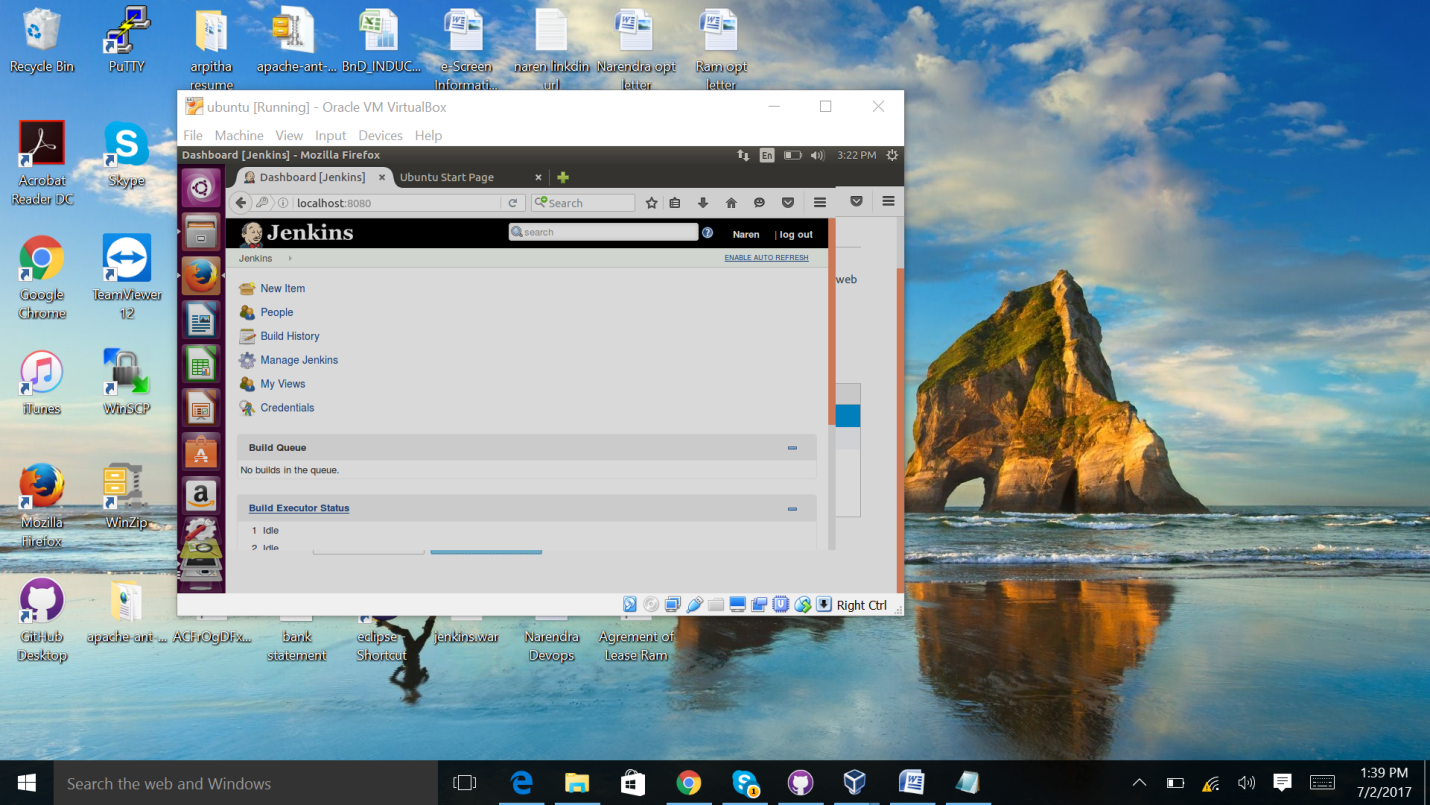 Recycle Bin
PuTTY
arpitha
resume
apache-ant-...
BnD_INDUC...
e-Screen
Informati...
naren linkdin
url
Narendra opt
letter
Ram opt
letter
ubuntu [Running] - Oracle VM VirtualBox
File Machine View Input Devices Help
Dashboard [Jenkins] - Mozilla Firefox
En
3:22 PM
Dashboard [Jenkins]
Ubuntu Start Page
localhost:8080
Search
Jenkins
search
Naren
| log out
Jenkins
ENABLE AUTO REFRESH
web
New Item
People
Build History
Manage Jenkins
My Views
Credentials
Build Queue
No builds in the queue.
Build Executor Status
1 Idle
2 Idle
Right Ctrl
Acrobat
Reader DC
Skype
Google
Chrome
TeamViewer
12
iTunes
WinSCP
Mozilla
Firefox
WinZip
GitHub
Desktop
apache-ant-...
ACFrOgDFx...
bank
statement
eclipse -
Shortcut
jenkins.war
Narendra
Devops
Agrement of
Lease Ram
Search the web and Windows
1
1:39 PM
7/2/2017